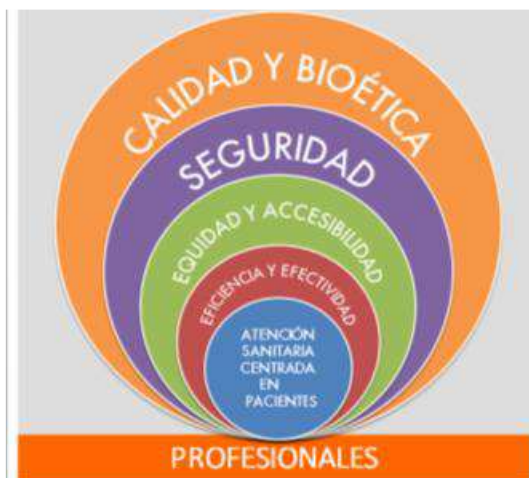 CALIDAD Y BIOÉTICA
SEGURIDAD
EQUIDAD Y ACCESIBILIDAD
EFICIENCIA Y EFECTIVIDAD
ATENCIÓN
SANITARIA
CENTRADA
EN
PACIENTES
PROFESIONALES